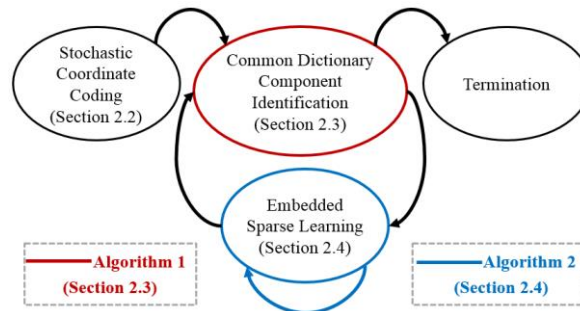 Stochastic
Coordinate
Coding
(Section 2.2)
Common Dictionary
Component
Identification
(Section 2.3)
Termination
Embedded
Sparse Learning
(Section 2.4)
Algorithm 1
(Section 2.3)
Algorithm 2
(Section 2.4)